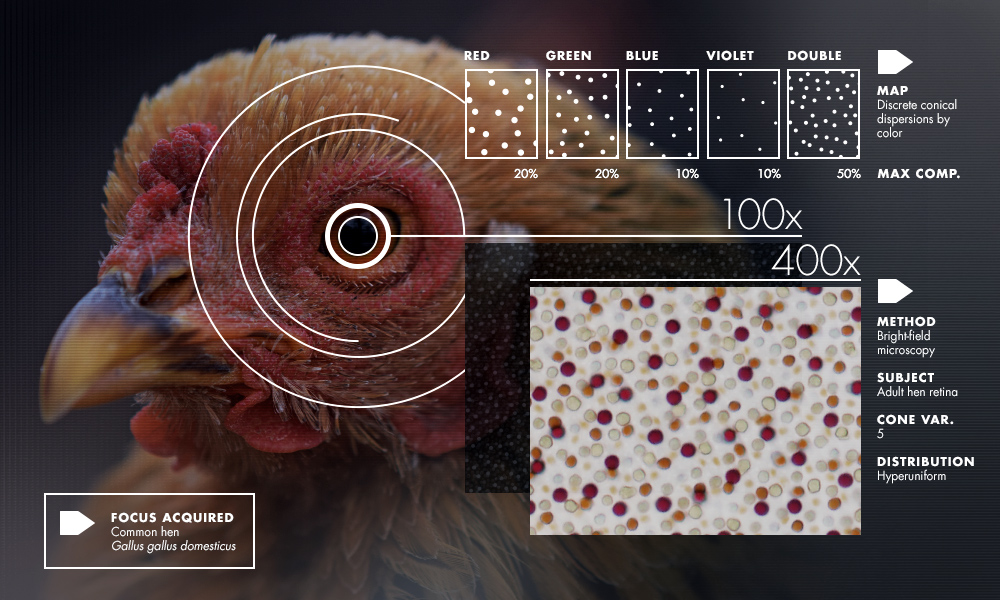 RED GREEN BLUE VIOLET DOUBLE
MAP
Discrete conical
dispersions by
color
20% 20% 10% 10% 50% MAX COMP.
100x
400x
METHOD
Bright-field
microscopy
SUBJECT
Adult hen retina
CONE VAR.
5
DISTRIBUTION
Hyperuniform
FOCUS ACQUIRED
Common hen
Gallus gallus domesticus